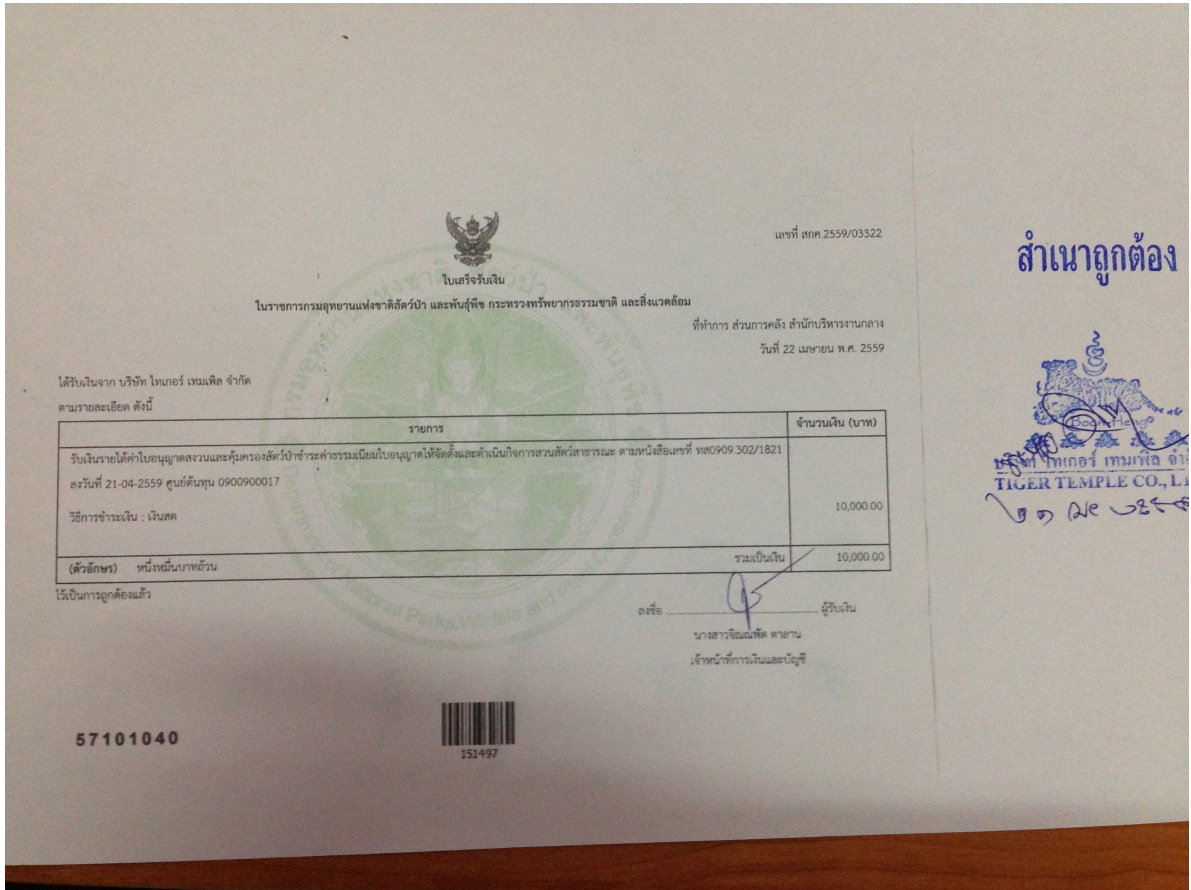 เลขที่ สกค.2559/03322
ใบเสร็จรับเงิน
ในราชการกรมอุทยานแห่งชาติสัตว์ป่า และพันธุ์พืช กระทรวงทรัพยากรธรรมชาติ และสิ่งแวดล้อม
ที่ทำการ ส่วนการคลัง สำนักบริหารงานกลาง
วันที่ 22 เมษายน พ.ศ. 2559
ได้รับเงินจาก บริษัท ไทเกอร์ เทมเพิล จำกัด
ตามรายละเอียด ดังนี้
รายการ จำนวนเงิน (บาท)
รับเงินรายได้ค่าใบอนุญาตสงวนและคุ้มครองสัตว์ป่าชำระค่าธรรมเนียมใบอนุญาตให้จัดตั้งและดำเนินกิจการสวนสัตว์สาธารณะ ตามหนังสือเลขที่ ทส0909.302/1821
ลงวันที่ 21-04-2559 ศูนย์ต้นทุน 0900900017
วิธีการชำระเงิน : เงินสด 10,000.00
(ตัวอักษร) หนึ่งหมื่นบาทถ้วน รวมเป็นเงิน 10,000.00
ไว้เป็นการถูกต้องแล้ว
ลงชื่อ ผู้รับเงิน
ตาลาน
เจ้าหน้าที่การเงินและบัญชี
57101040
151497
สำเนาถูกต้อง
บริษัท ไทเกอร์ เทมเพิล
TIGER TEMPLE CO.,